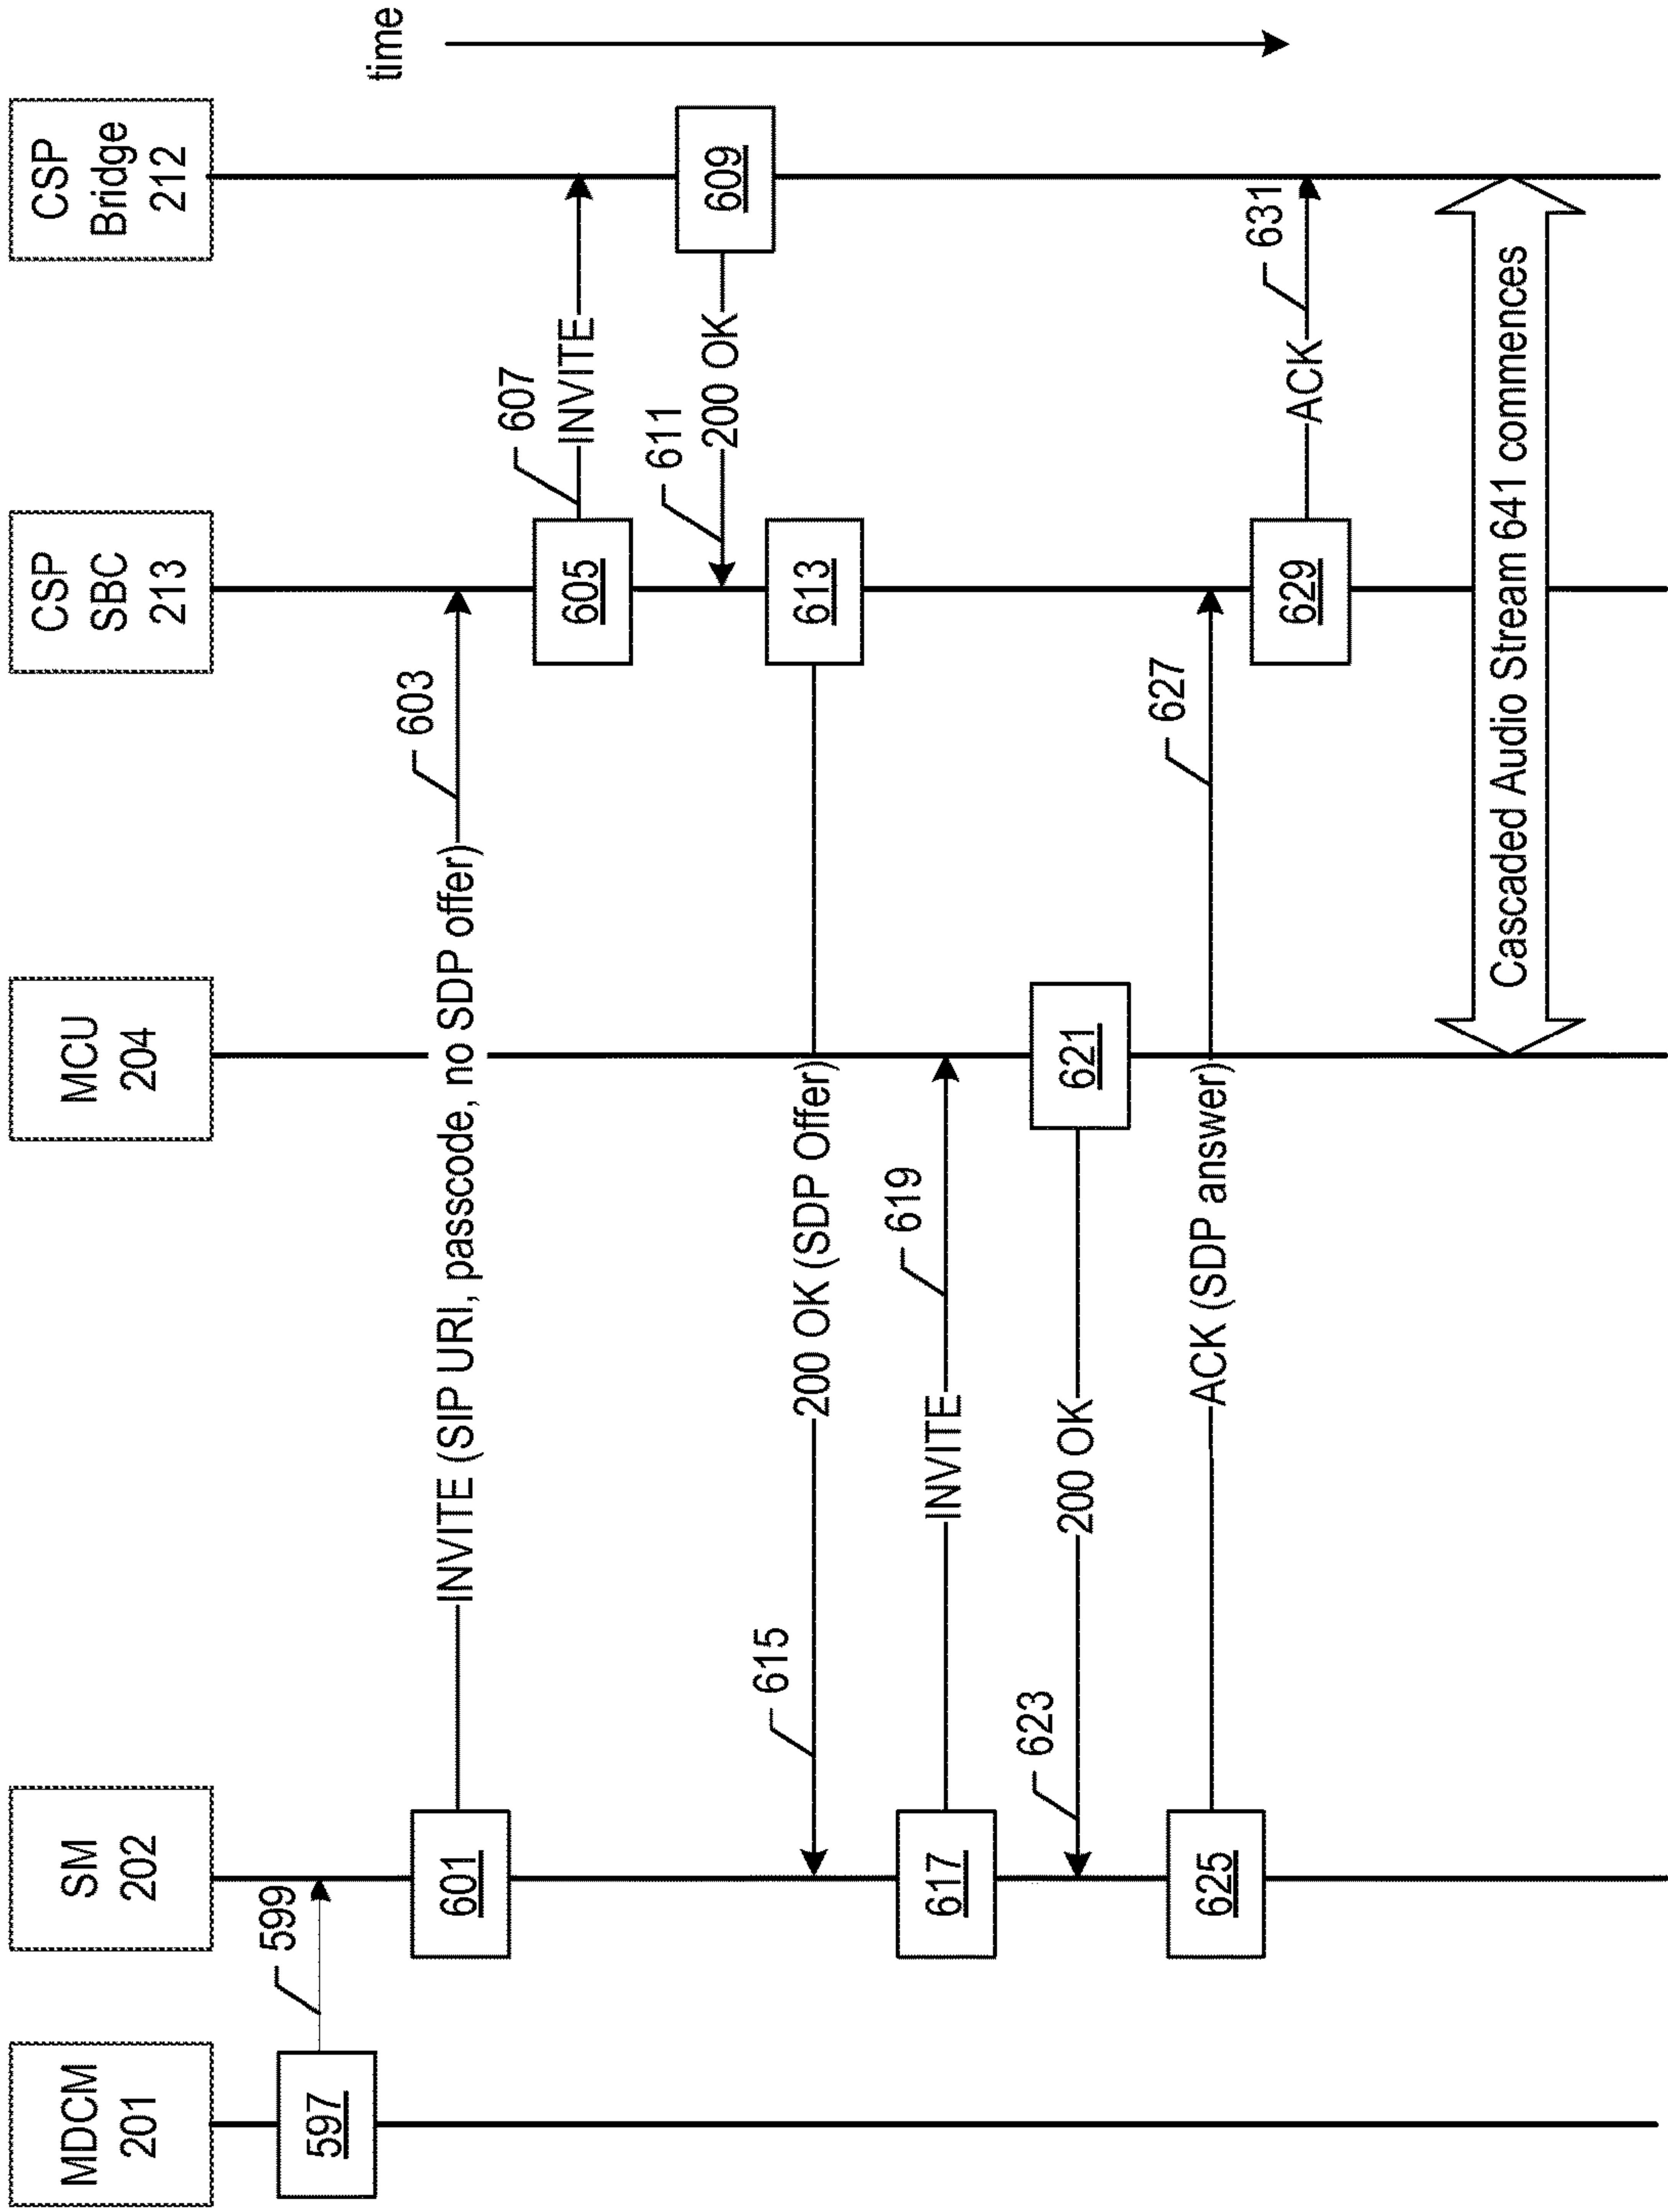 MDCM
201
SM
202
MCU
204
CSP
SBC
213
CSP
Bridge
212
time
597
599
601
INVITE (SIP URI, passcode, no SDP offer)
603
605
607
INVITE
609
611
200 OK
613
200 OK (SDP Offer)
615
617
INVITE
619
621
200 OK
623
625
ACK (SDP answer)
627
629
ACK
631
Cascaded Audio Stream 641 commences